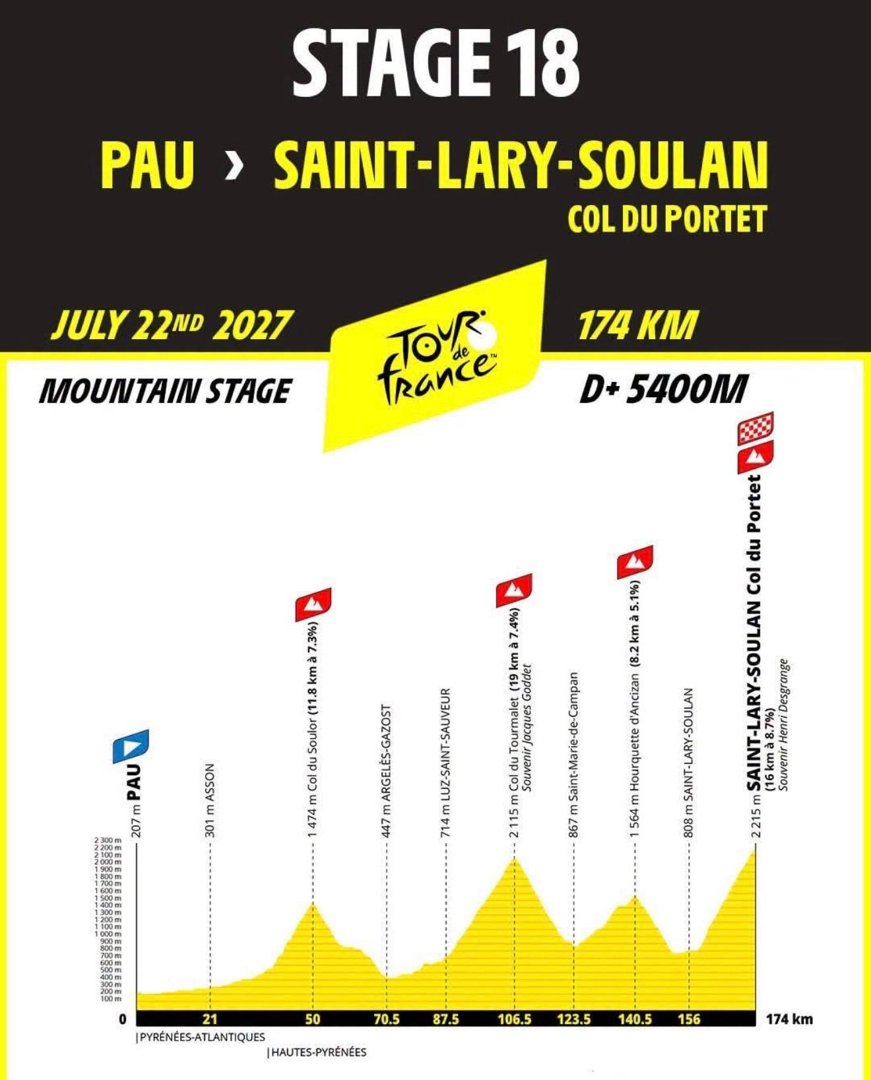 STAGE 18
PAU › SAINT-LARY-SOULAN
COL DU PORTET
JULY 22ND 2027
174 KM
TOUR de france™
MOUNTAIN STAGE
D+ 5400M
207 m PAU
301 m ASSON
1 474 m Col du Soulor (11.8 km à 7.3%)
447 m ARGELÈS-GAZOST
714 m LUZ-SAINT-SAUVEUR
2 115 m Col du Tourmalet (19 km à 7.4%)
Souvenir Jacques Goddet
867 m Saint-Marie-de-Campan
1 564 m Hourquette d'Ancizan (8.2 km à 5.1%)
808 m SAINT-LARY-SOULAN
2 215 m SAINT-LARY-SOULAN Col du Portet
(16 km à 8.7%)
Souvenir Henri Desgrange
2 300 m
2 200 m
2 100 m
2 000 m
1 900 m
1 800 m
1 700 m
1 600 m
1 500 m
1 400 m
1 300 m
1 200 m
1 100 m
1 000 m
900 m
800 m
700 m
600 m
500 m
400 m
300 m
200 m
100 m
0 21 50 70.5 87.5 106.5 123.5 140.5 156 174 km
|PYRÉNÉES-ATLANTIQUES
|HAUTES-PYRÉNÉES